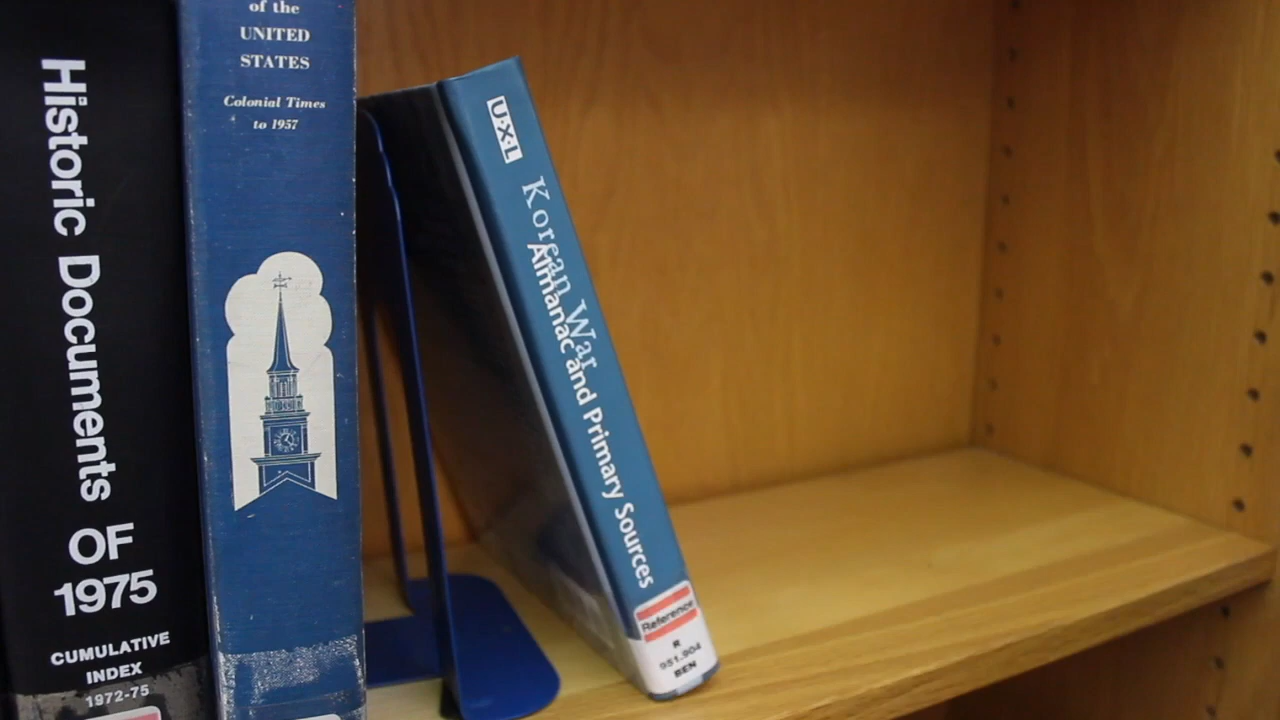 Historic Documents
OF
1975
CUMULATIVE
INDEX
1972-75
of the
UNITED
STATES
Colonial Times
to 1957
U·X·L
Korean War
Almanac and Primary Sources
Reference
R
951.904
BEN